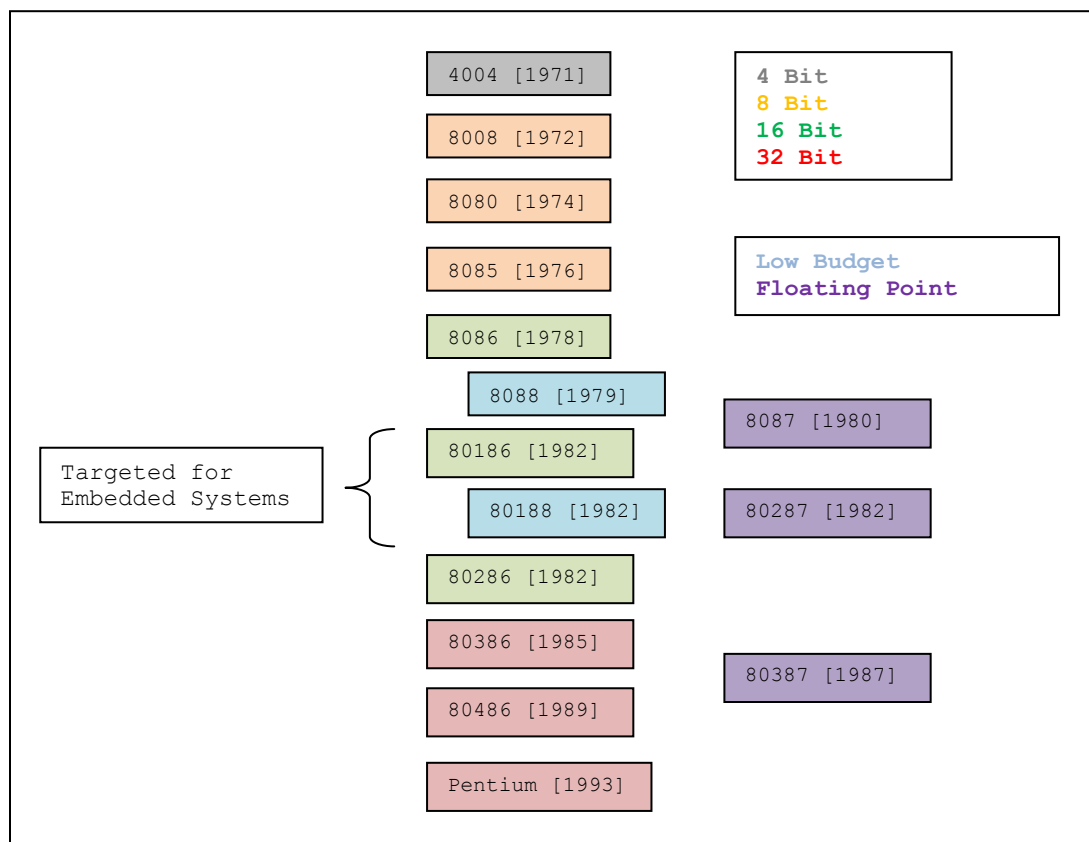 4004 [1971]
4 Bit
8 Bit
16 Bit
32 Bit
8008 [1972]
8080 [1974]
8085 [1976]
Low Budget
Floating Point
8086 [1978]
8088 [1979]
8087 [1980]
80186 [1982]
Targeted for
Embedded Systems
80188 [1982]
80287 [1982]
80286 [1982]
80386 [1985]
80387 [1987]
80486 [1989]
Pentium [1993]